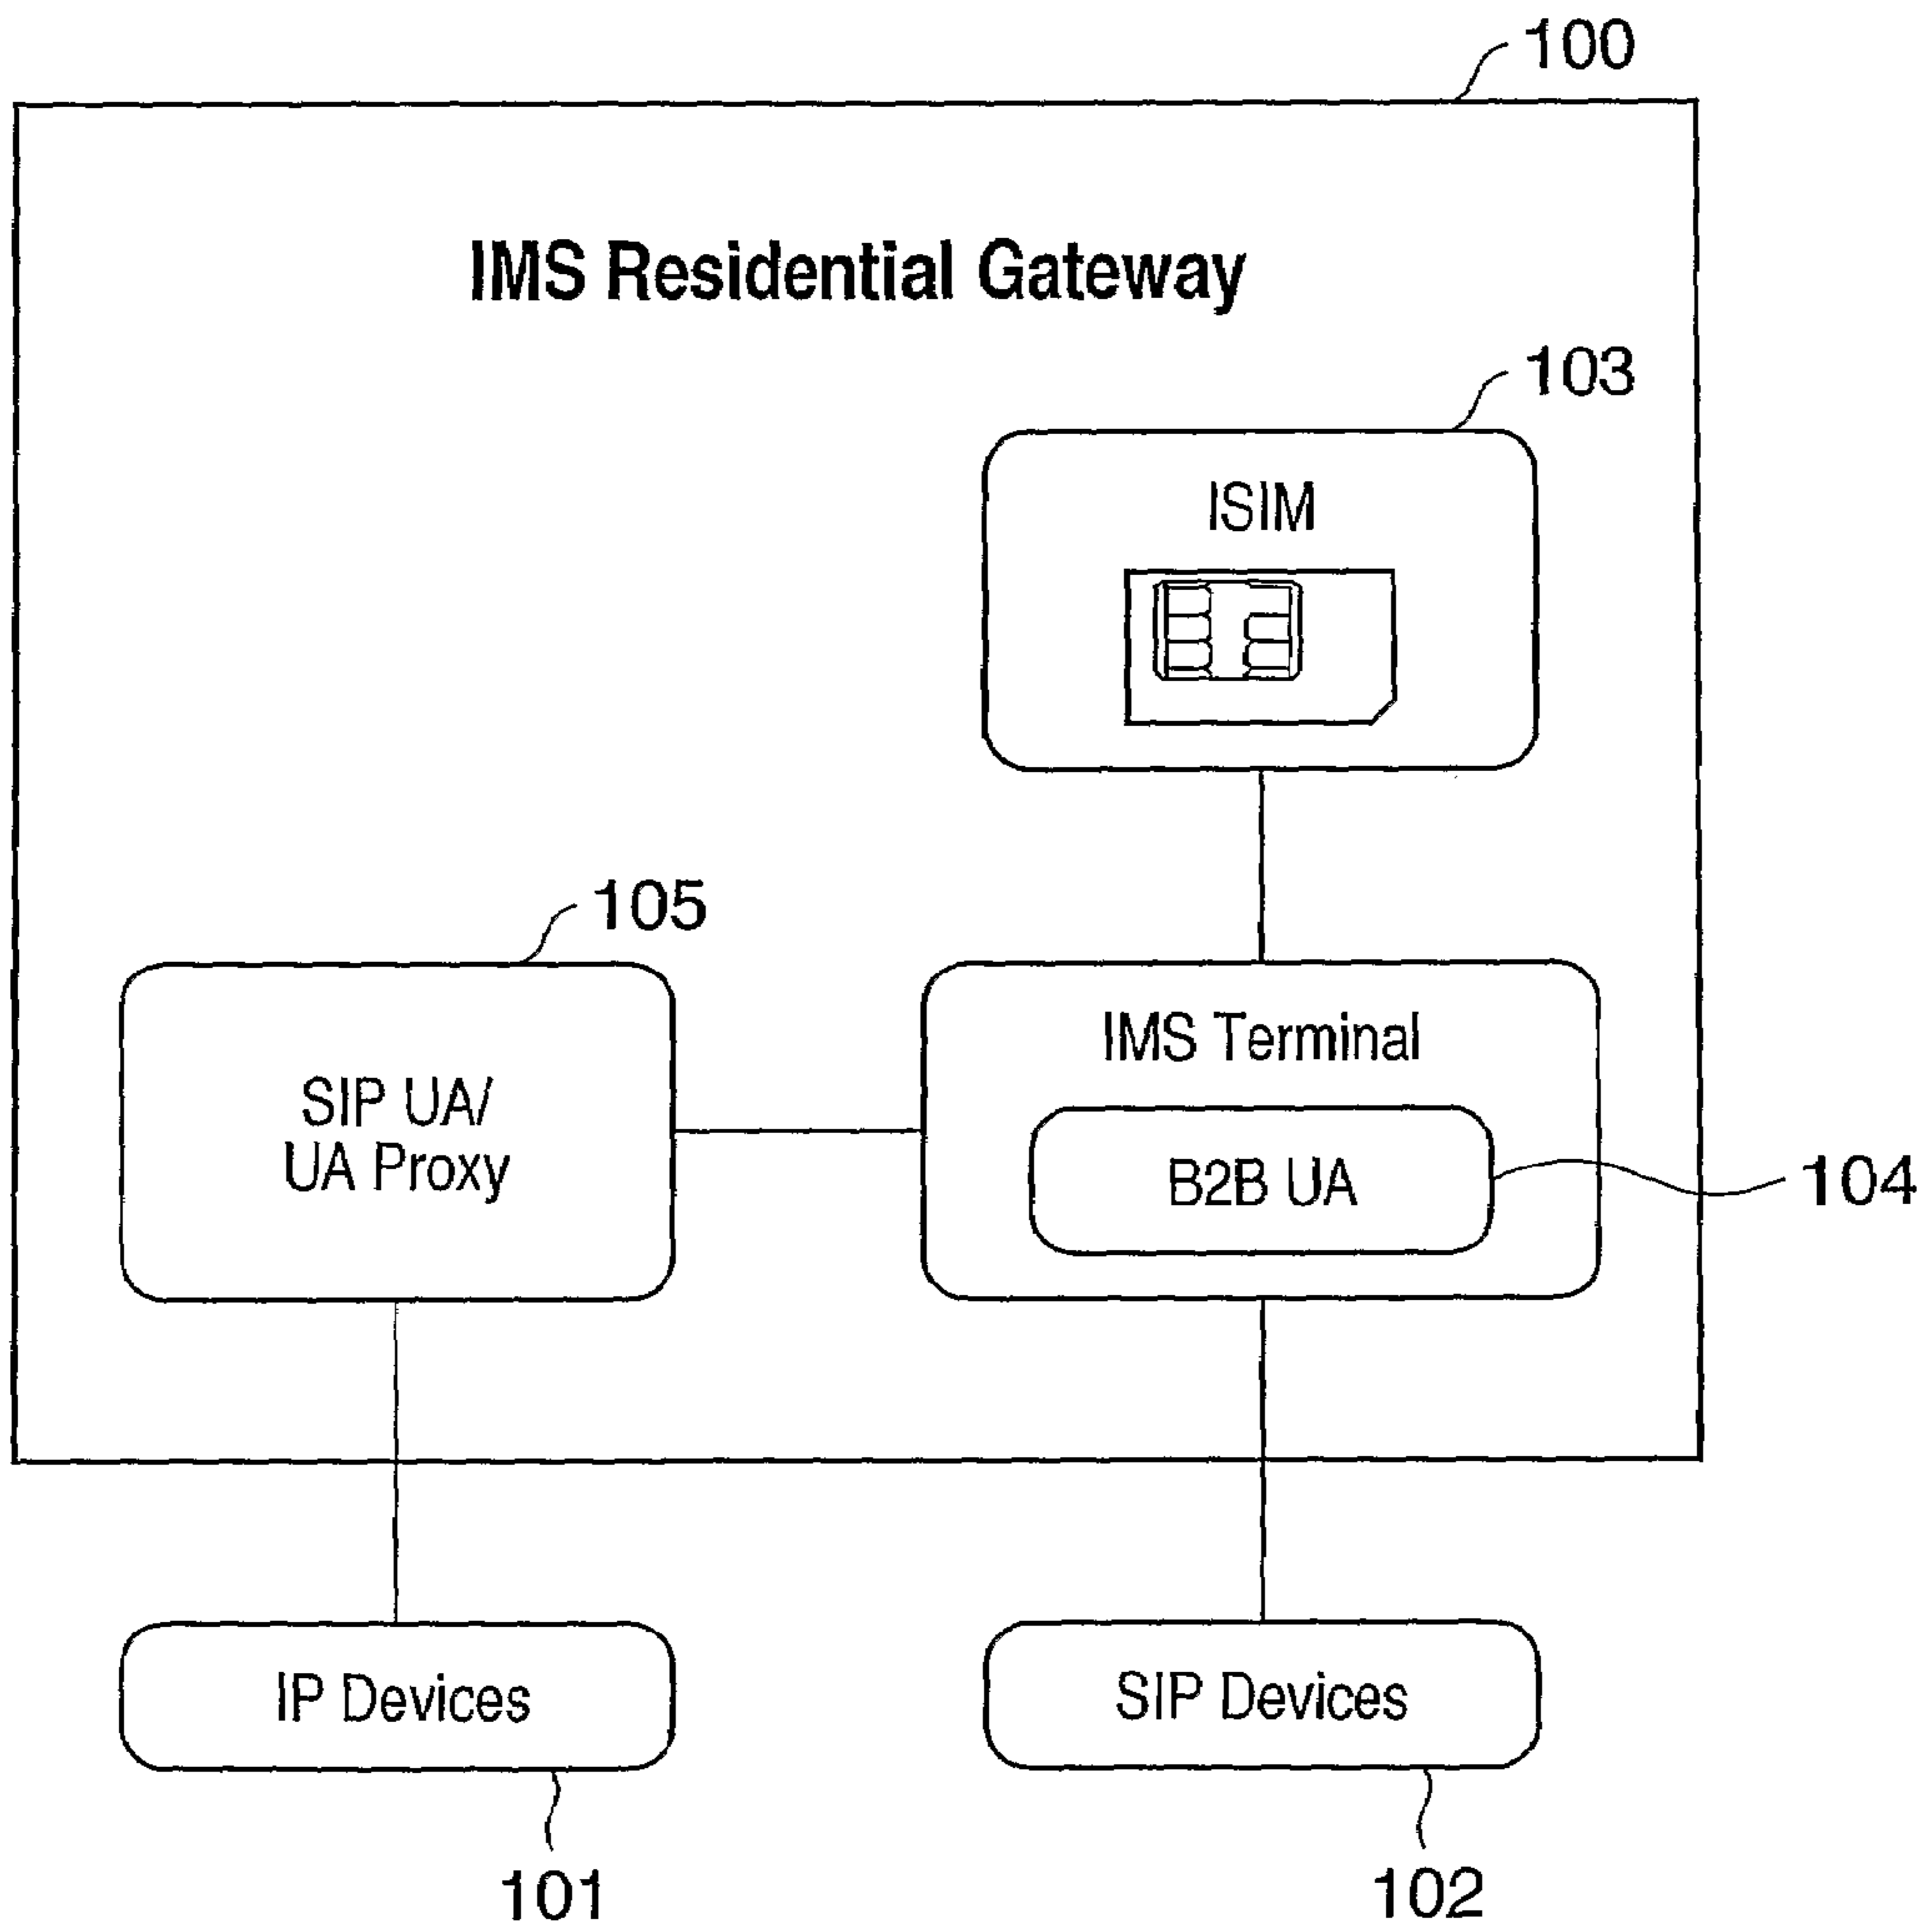 100
IMS Residential Gateway
103
ISIM
105
SIP UA/
UA Proxy
IMS Terminal
B2B UA
104
IP Devices
SIP Devices
101
102